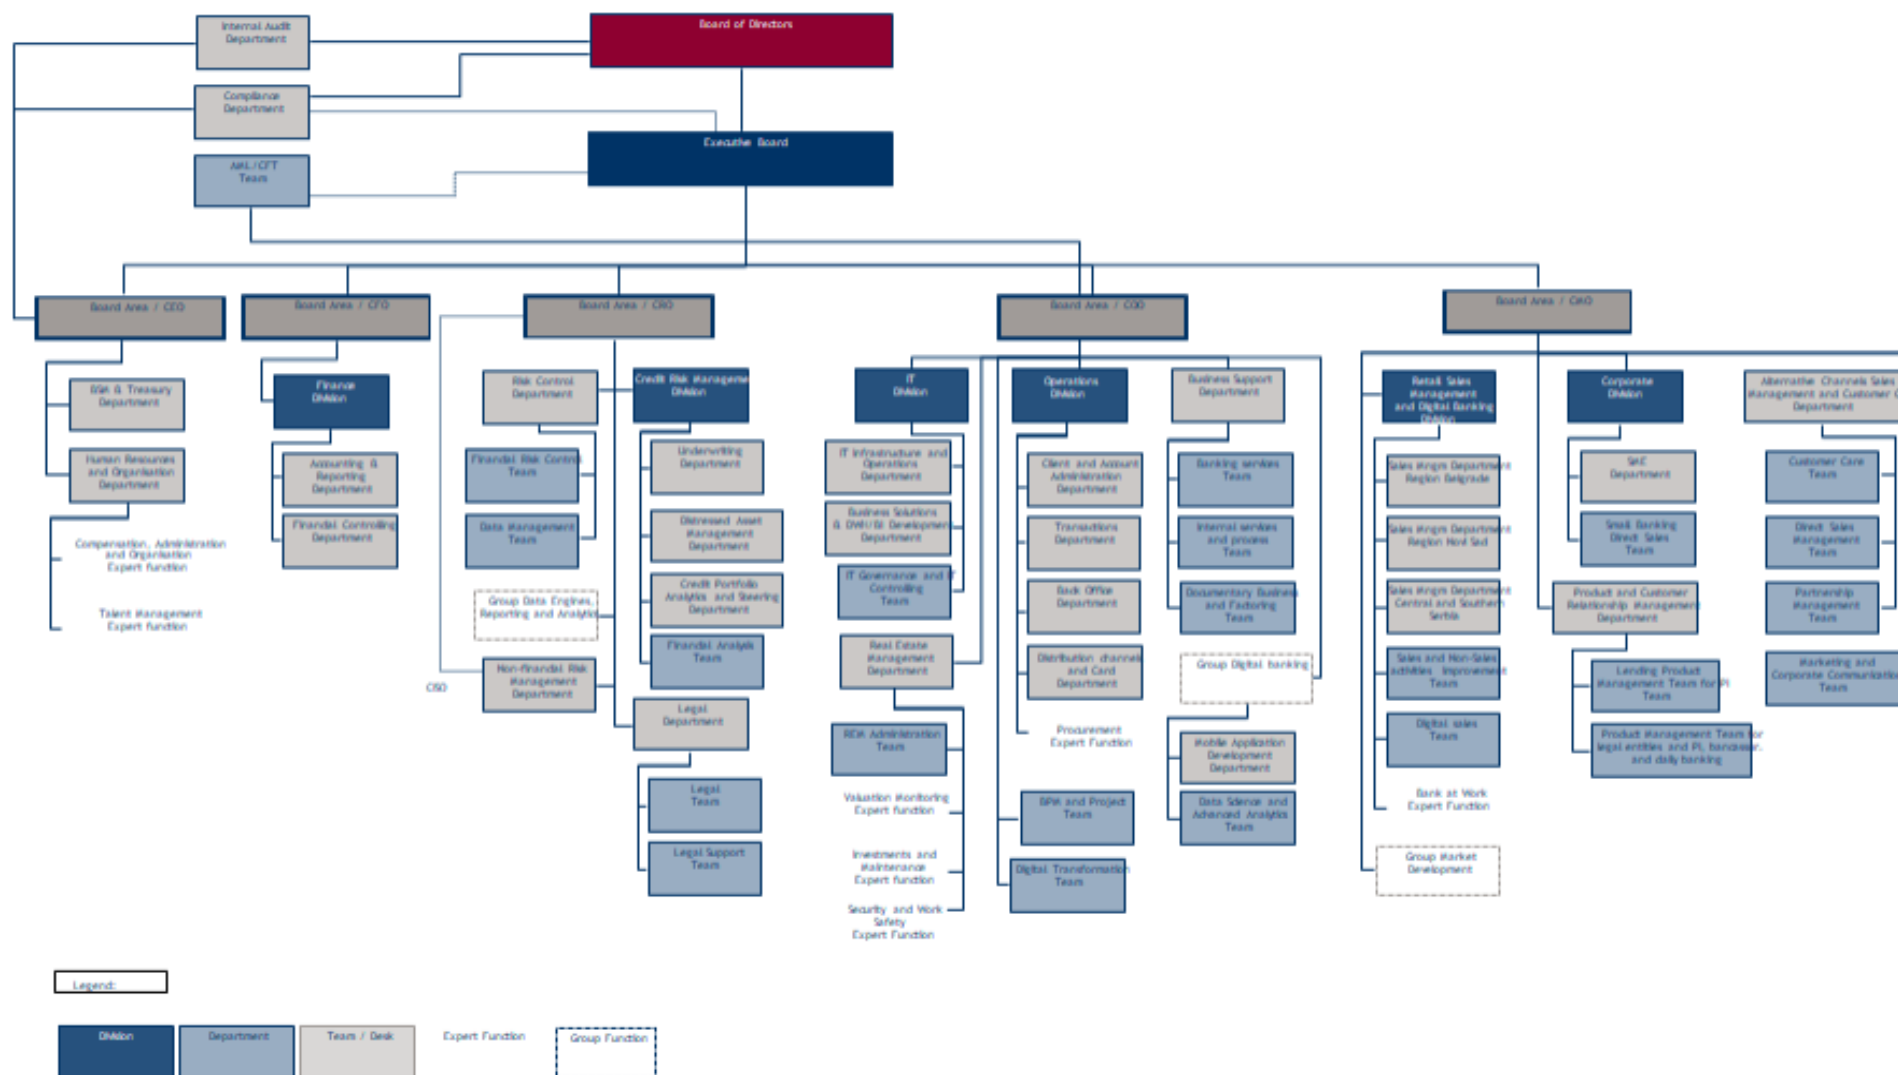 Internal Audit
Department
Board of Directors
Compliance
Department
Executive Board
AML/CFT
Team
Board Area / CEO
Board Area / CFO
Board Area / CRO
Board Area / COO
Board Area / CMO
BSM & Treasury
Department
Human Resources
and Organisation
Department
Compensation, Administration
and Organisation
Expert function
Talent Management
Expert function
Finance
Division
Accounting &
Reporting
Department
Financial Controlling
Department
Risk Control
Department
Financial Risk Control
Team
Data Management
Team
Group Data Engines,
Reporting and Analytics
Non-financial Risk
Management
Department
CISO
Credit Risk Manageme
Division
Underwriting
Department
Distressed Asset
Management
Department
Credit Portfolio
Analytics and Steering
Department
Financial Analysis
Team
Legal
Department
Legal
Team
Legal Support
Team
IT
Division
IT Infrastructure and
Operations
Department
Business Solutions
& DWH/BI Development
Department
IT Governance and IT
Controlling
Team
Real Estate
Management
Department
REM Administration
Team
Valuation Monitoring
Expert function
Investments and
Maintenance
Expert function
Security and Work
Safety
Expert Function
Operations
Division
Client and Account
Administration
Department
Transactions
Department
Back Office
Department
Distribution channels
and Card
Department
Procurement
Expert Function
BPM and Project
Team
Digital Transformation
Team
Business Support
Department
Banking services
Team
Internal services
and process
Team
Documentary Business
and Factoring
Team
Group Digital banking
Mobile Application
Development
Department
Data Science and
Advanced Analytics
Team
Retail Sales
Management
and Digital Banking
Division
Sales Mngm Department
Region Belgrade
Sales Mngm Department
Region Novi Sad
Sales Mngm Department
Central and Southern
Serbia
Sales and Non-Sales
activities Improvement
Team
Digital sales
Team
Bank at Work
Expert Function
Group Market
Development
Corporate
Division
SME
Department
Small Banking
Direct Sales
Team
Product and Customer
Relationship Management
Department
Lending Product
Management Team for PI
Team
Product Management Team for
legal entities and PI, bancassur.
and daily banking
Alternative Channels Sales
Management and Customer C
Department
Customer Care
Team
Direct Sales
Management
Team
Partnership
Management
Team
Marketing and
Corporate Communication
Team
Legend:
Division
Department
Team / Desk
Expert Function
Group Function